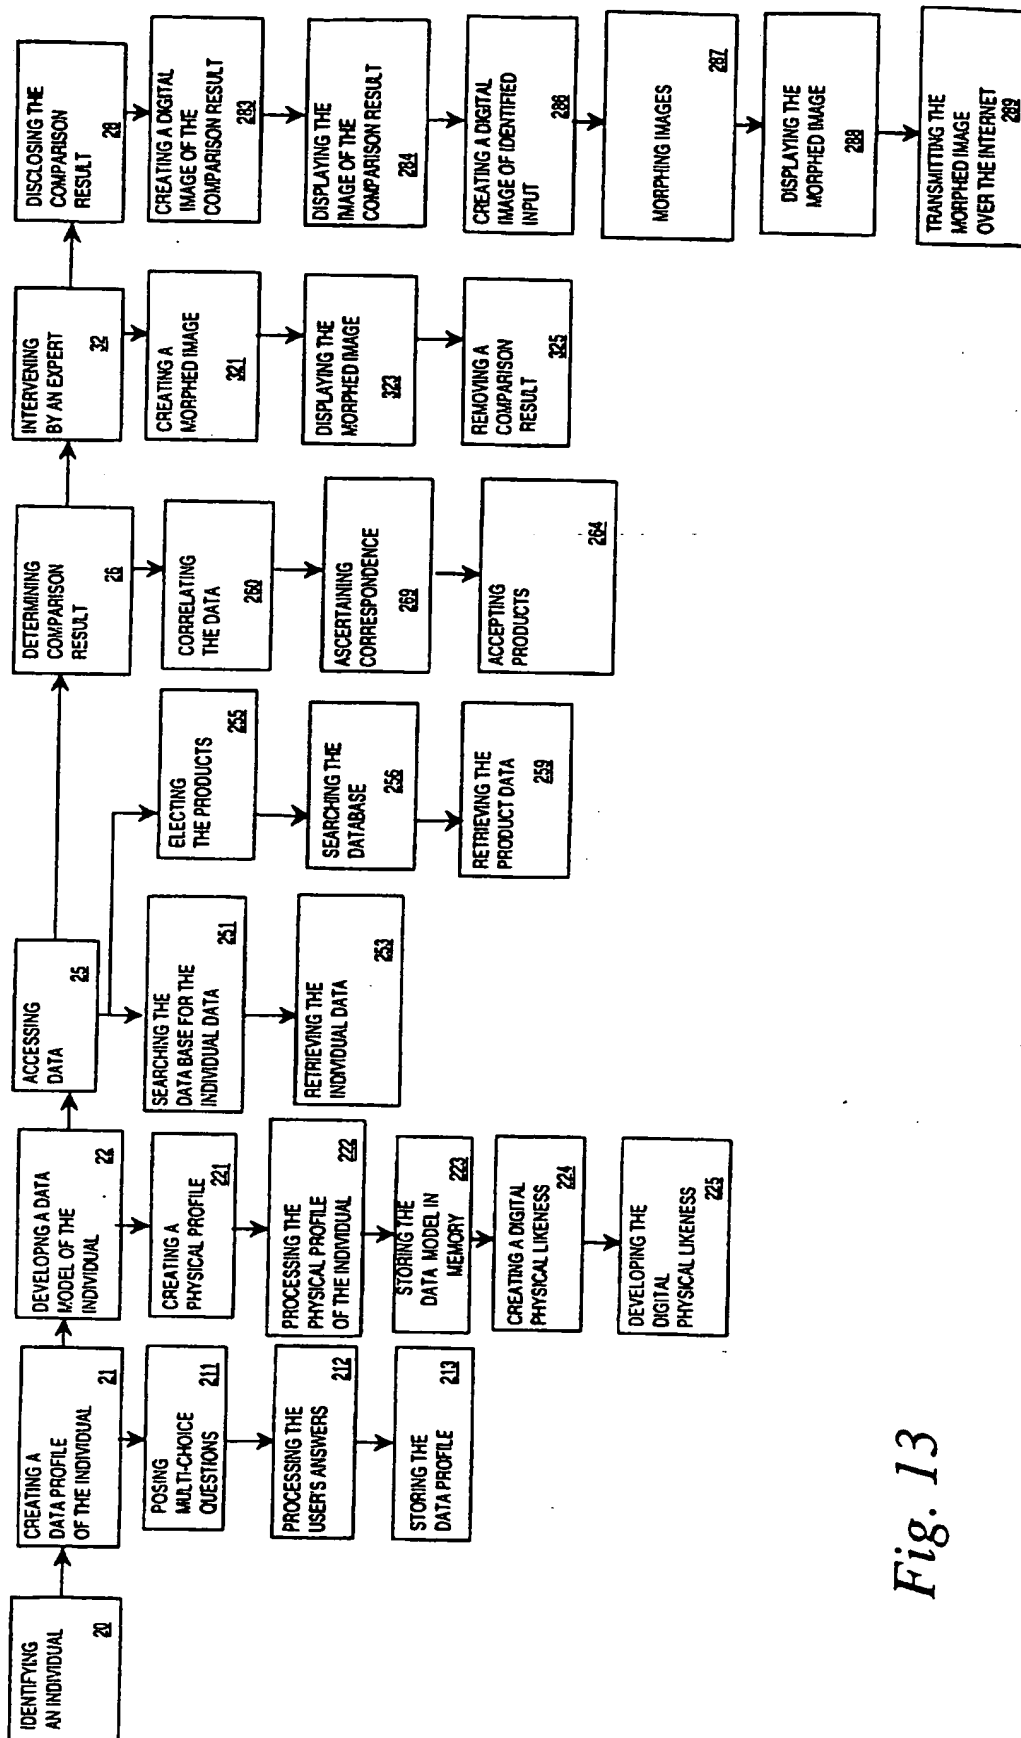 IDENTIFYING
AN INDIVIDUAL
20
CREATING A
DATA PROFILE
OF THE INDIVIDUAL
21
POSING
MULTI-CHOICE
QUESTIONS
211
PROCESSING THE
USER'S ANSWERS
212
STORING THE
DATA PROFILE
213
DEVELOPNG A DATA
MODEL OF THE
INDIVIDUAL
22
CREATING A
PHYSICAL PROFILE
221
PROCESSING THE
PHYSICAL PROFILE
OF THE INDIVIDUAL
222
STORING THE
DATA MODEL IN
MEMORY
223
CREATING A DIGITAL
PHYSICAL LIKENESS
224
DEVELOPING THE
DIGITAL
PHYSICAL LIKENESS
225
ACCESSING
DATA
25
SEARCHING THE
DATA BASE FOR THE
INDIVIDUAL DATA
251
RETRIEVING THE
INDIVIDUAL DATA
253
ELECTING
THE PRODUCTS
255
SEARCHING THE
DATABASE
256
RETRIEVING THE
PRODUCT DATA
259
DETERMINING
COMPARISON
RESULT
26
CORRELATING
THE DATA
260
ASCERTAINING
CORRESPONDENCE
269
ACCEPTING
PRODUCTS
264
INTERVENING
BY AN EXPERT
32
CREATING A
MORPHED IMAGE
321
DISPLAYING THE
MORPHED IMAGE
323
REMOVING A
COMPARISON
RESULT
325
DISCLOSING THE
COMPARISON
RESULT
28
CREATING A DIGITAL
IMAGE OF THE
COMPARISON RESULT
283
DISPLAYING THE
IMAGE OF THE
COMPARISON RESULT
284
CREATING A DIGITAL
IMAGE OF IDENTIFIED
INPUT
286
MORPHING IMAGES
287
DISPLAYING THE
MORPHED IMAGE
288
TRANSMITTING THE
MORPHED IMAGE
OVER THE INTERNET
289
Fig. 13